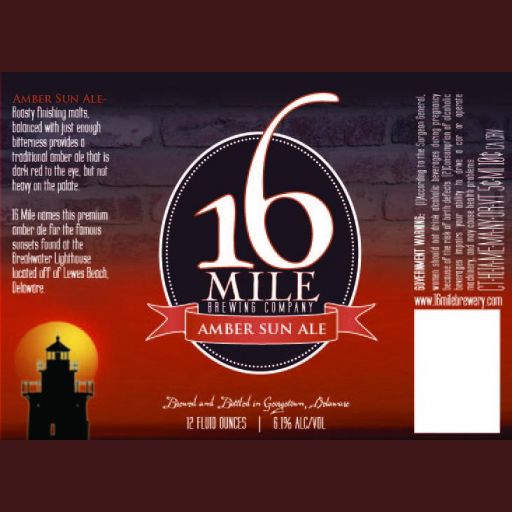 AMBER SUN ALE-
Roasty finishing malts,
balanced with just enough
bitterness provides a
traditional amber ale that is
dark red to the eye, but not
heavy on the palate.
16 Mile names this premium
amber ale for the famous
sunsets found at the
Breakwater Lighthouse
located off of Lewes Beach,
Delaware.
16
MILE
BREWING COMPANY
AMBER SUN ALE
Brewed and Bottled in Georgetown, Delaware
12 FLUID OUNCES | 6.1% ALC/VOL
GOVERNMENT WARNING: (1)According to the Surgeon General,
women should not drink alcoholic beverages during pregnancy
because of the risk of birth defects. (2)Consumption of alcoholic
beverages impairs your ability to drive a car or operate
machinery, and may cause health problems.
www.16milebrewery.com